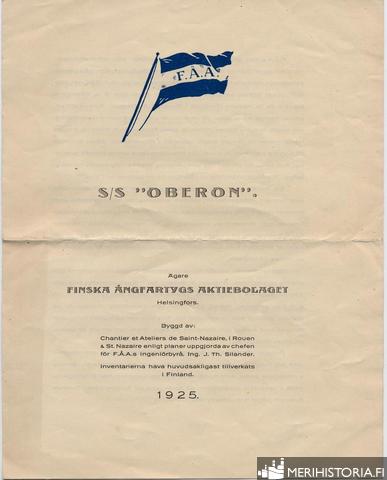 F.Å.A.
S/S "OBERON".
Ägare
FINSKA ÅNGFARTYGS AKTIEBOLAGET
Helsingfors.
Byggd av:
Chantier et Ateliers de Saint-Nazaire, i Rouen
& St. Nazaire enligt planer uppgjorda av chefen
för F.Å.A.s Ingeniörbyrå. Ing. J. Th. Silander.
Inventarierna hava huvudsakligast tillverkats
i Finland.
1925.
MERIHISTORIA.FI